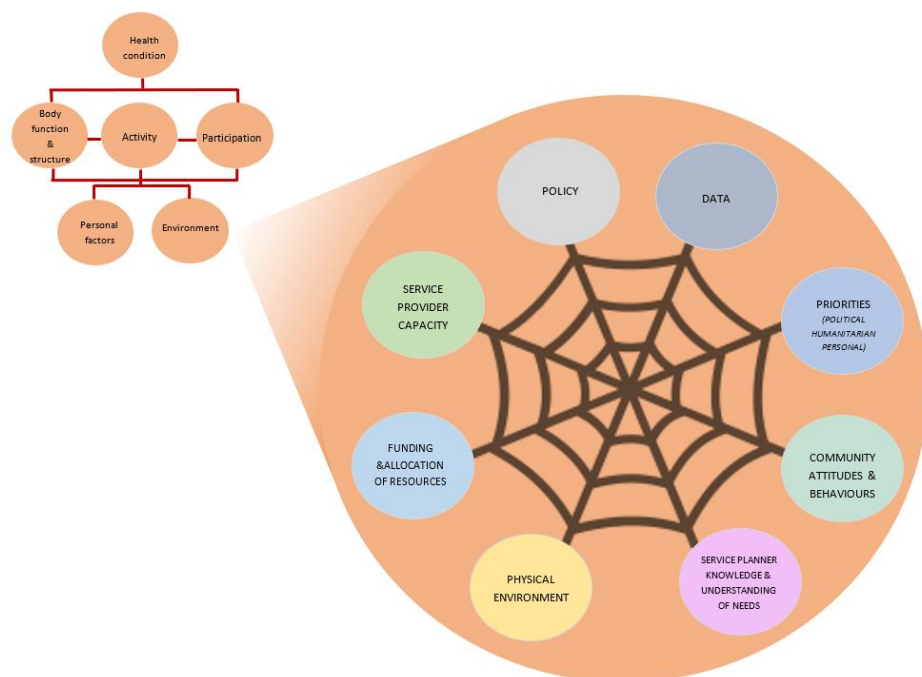 Health
condition
Body
function
&
structure
Activity
Participation
Personal
factors
Environment
POLICY
DATA
SERVICE
PROVIDER
CAPACITY
PRIORITIES
(POLITICAL
HUMANITARIAN
PERSONAL)
FUNDING
&ALLOCATION
OF RESOURCES
COMMUNITY
ATTITUDES &
BEHAVIOURS
PHYSICAL
ENVIRONMENT
SERVICE PLANNER
KNOWLEDGE &
UNDERSTANDING
OF NEEDS